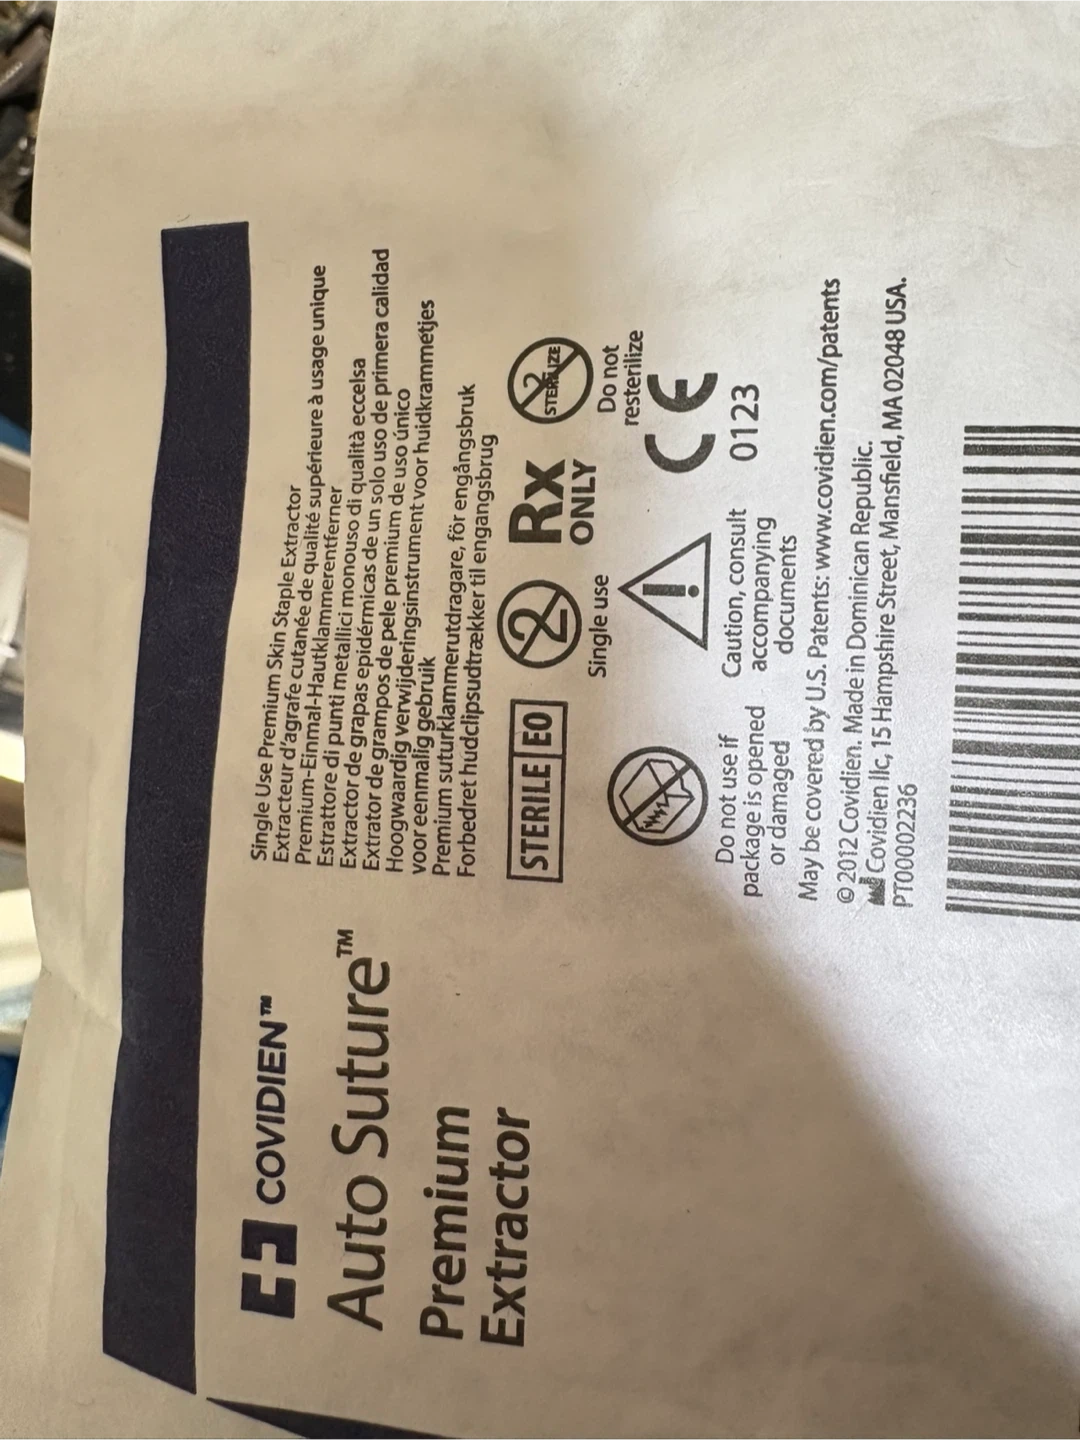 COVIDIEN™
Auto Suture™
Premium
Extractor
Single Use Premium Skin Staple Extractor
Extracteur d'agrafe cutanée de qualité supérieure à usage unique
Premium-Einmal-Hautklammerentferner
Estrattore di punti metallici monouso di qualità eccelsa
Extractor de grapas epidérmicas de un solo uso de primera calidad
Extrator de grampos de pele premium de uso único
Hoogwaardig verwijderingsinstrument voor huidkrammetjes
voor eenmalig gebruik
Premium suturklammerutdragare, för engångsbruk
Forbedret hudclipsudtrækker til engangsbrug
STERILE EO
2
Single use
Rx
ONLY
2
STERILIZE
Do not
resterilize
Do not use if
package is opened
or damaged
!
Caution, consult
accompanying
documents
CE
0123
May be covered by U.S. Patents: www.covidien.com/patents
© 2012 Covidien. Made in Dominican Republic.
Covidien llc, 15 Hampshire Street, Mansfield, MA 02048 USA.
PT00002236